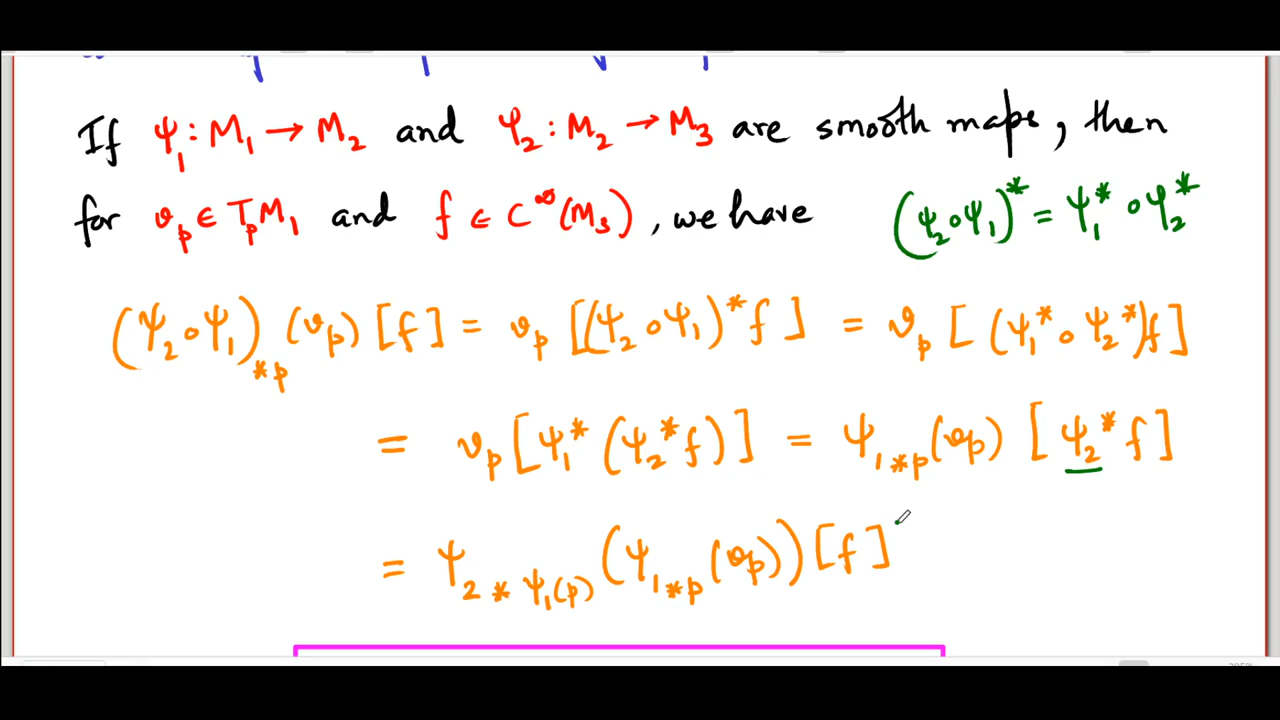 If ψ₁ : M₁ → M₂ and ψ₂ : M₂ → M₃ are smooth maps, then
for v_p ∈ T_pM₁ and f ∈ C^∞(M₃), we have (ψ₂∘ψ₁)^* = ψ₁^* ∘ ψ₂^*
(ψ₂∘ψ₁)_{*p} (v_p) [f] = v_p [(ψ₂∘ψ₁)^* f] = v_p [(ψ₁^* ∘ ψ₂^*)f]
= v_p [ψ₁^* (ψ₂^* f)] = ψ_{1*p}(v_p) [ψ₂^* f]
= ψ_{2*ψ₁(p)} (ψ_{1*p}(v_p)) [f]